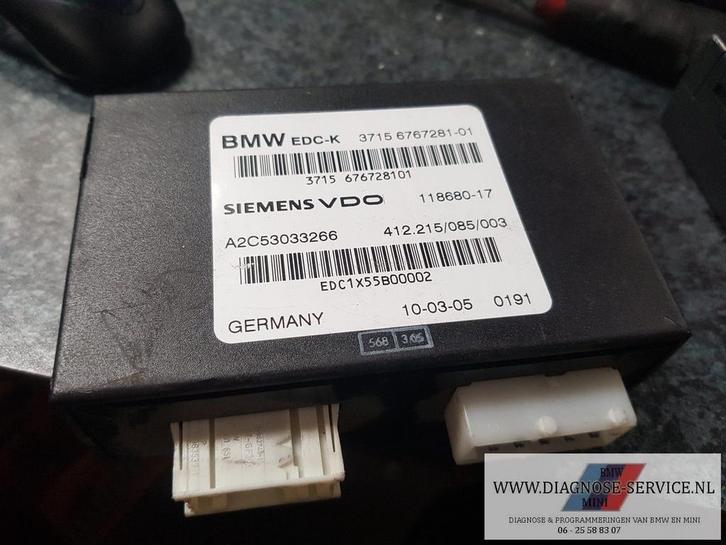 BMW EDC-K 3715 6767281-01
3715 676728101
SIEMENS VDO 118680-17
A2C53033266 412.215/085/003
EDC1X55B00002
GERMANY 10-03-05 0191
568 3.05
BMW
WWW.DIAGNOSE-SERVICE.NL
MINI
DIAGNOSE & PROGRAMMERINGEN VAN BMW EN MINI
06 - 25 58 83 07